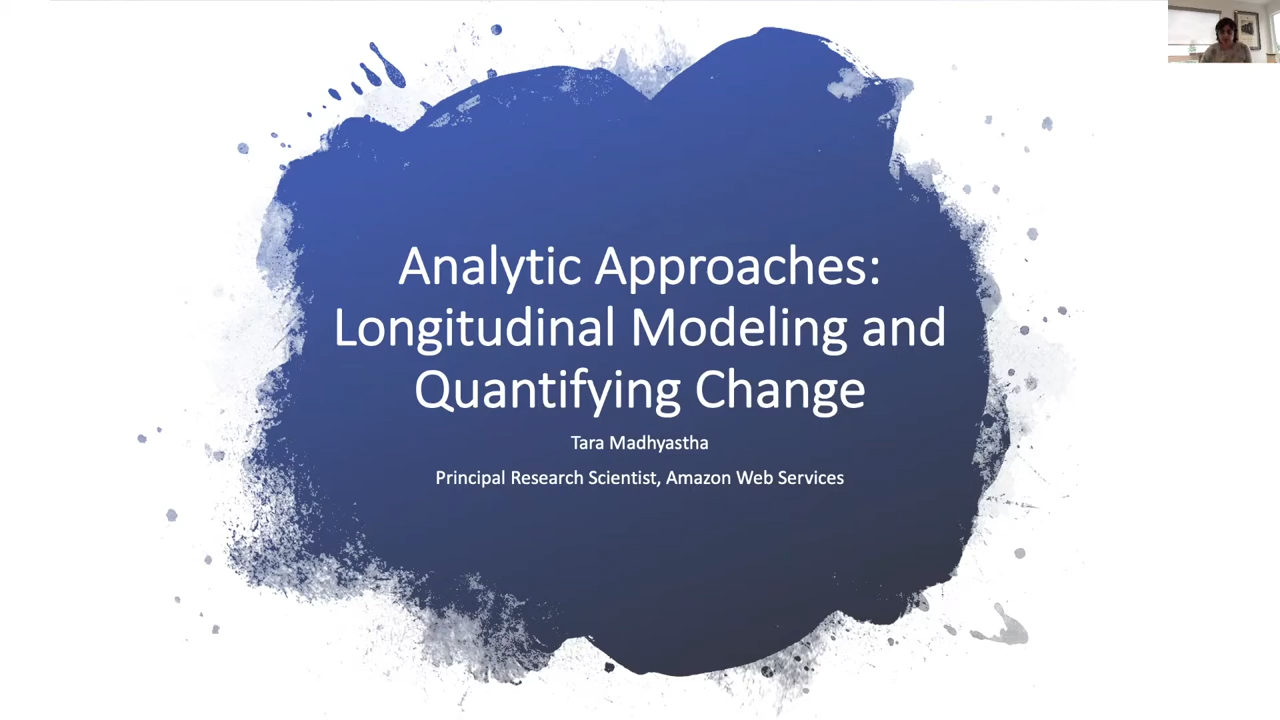 Analytic Approaches:
Longitudinal Modeling and
Quantifying Change
Tara Madhyastha
Principal Research Scientist, Amazon Web Services